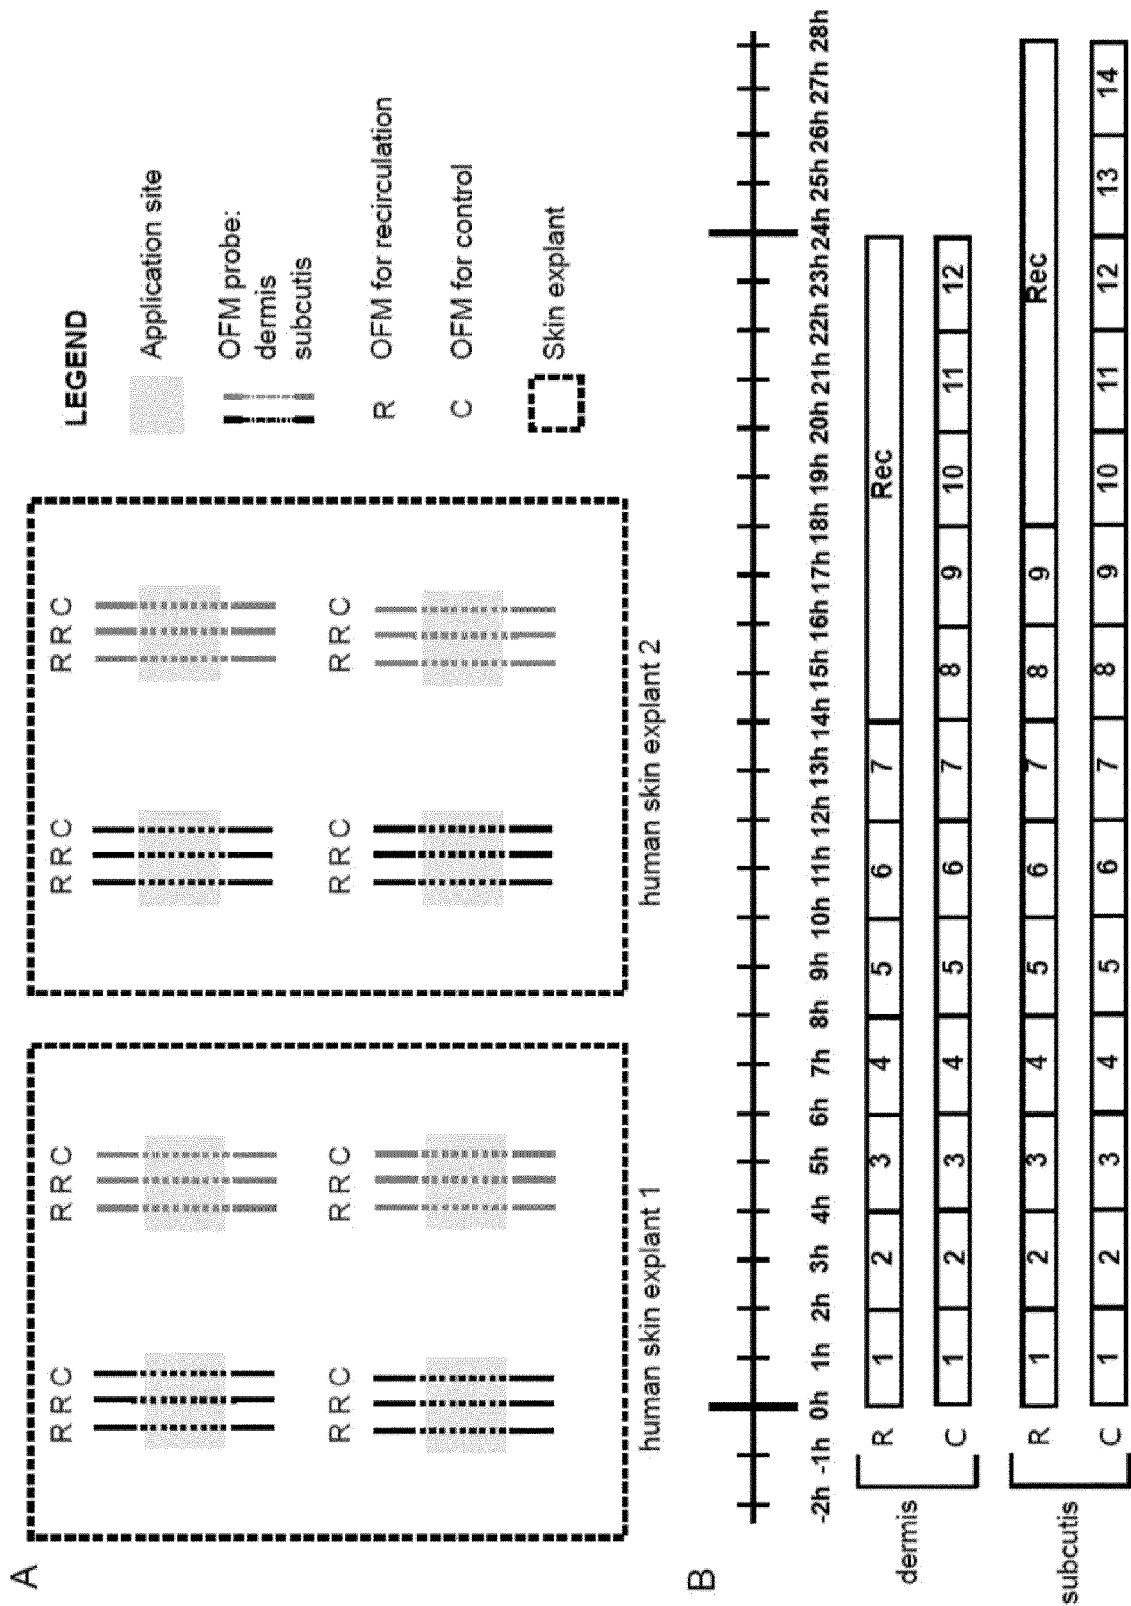 A
R R C
R R C
R R C
R R C
R R C
R R C
R R C
R R C
human skin explant 1
human skin explant 2
LEGEND
Application site
OFM probe:
dermis
subcutis
R OFM for recirculation
C OFM for control
Skin explant
B
-2h -1h 0h 1h 2h 3h 4h 5h 6h 7h 8h 9h 10h 11h 12h 13h 14h 15h 16h 17h 18h 19h 20h 21h 22h 23h 24h 25h 26h 27h 28h
dermis
R 1 2 3 4 5 6 7 Rec
C 1 2 3 4 5 6 7 8 9 10 11 12
subcutis
R 1 2 3 4 5 6 7 8 9 Rec
C 1 2 3 4 5 6 7 8 9 10 11 12 13 14